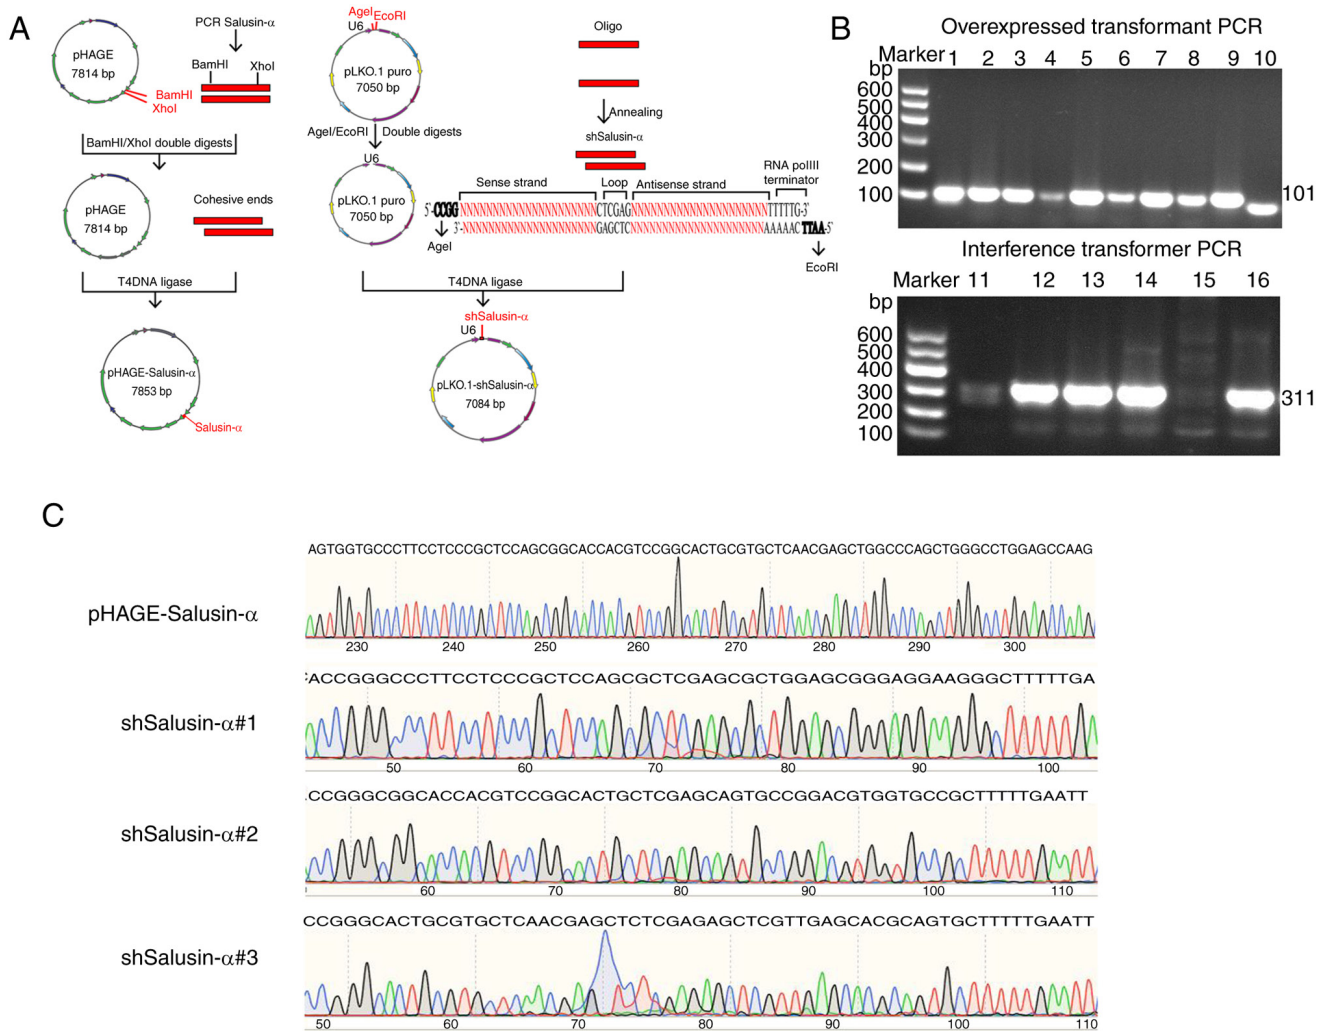 A
PCR Salusin-α
pHAGE
7814 bp
BamHI
XhoI
BamHI
XhoI
BamHI/XhoI double digests
pHAGE
7814 bp
Cohesive ends
T4DNA ligase
pHAGE-Salusin-α
7853 bp
Salusin-α
AgeI
EcoRI
U6
pLKO.1 puro
7050 bp
AgeI/EcoRI
Double digests
U6
pLKO.1 puro
7050 bp
Oligo
Annealing
shSalusin-α
Sense strand
Loop
Antisense strand
RNA polIII
terminator
5'-CCGGNNNNNNNNNNNNNNNNNNNNNCTCGAGNNNNNNNNNNNNNNNNNNNNNTTTTTG-3'
3'-NNNNNNNNNNNNNNNNNNNNNGAGCTCNNNNNNNNNNNNNNNNNNNNNAAAAACTTAA-5'
AgeI
EcoRI
T4DNA ligase
shSalusin-α
U6
pLKO.1-shSalusin-α
7084 bp
B
Overexpressed transformant PCR
Marker 1 2 3 4 5 6 7 8 9 10
bp
600
500
400
300
200
100
101
Interference transformer PCR
Marker 11 12 13 14 15 16
bp
600
500
400
300
200
100
311
C
AGTGGTGCCCTTCCTCCCGCTCCAGCGGCACCACGTCCGGCACTGCGTGCTCAACGAGCTGGCCCAGCTGGGCCTGGAGCCAAG
pHAGE-Salusin-α
230 240 250 260 270 280 290 300
ACCGGGCCCTTCCTCCCGCTCCAGCGCTCGAGCGCTGGAGCGGGAGGAAGGGCTTTTTGA
shSalusin-α#1
50 60 70 80 90 100
CCGGGCGGCACCACGTCCGGCACTGCTCGAGCAGTGCCGGACGTGGTGCCGCTTTTTGAATT
shSalusin-α#2
60 70 80 90 100 110
CCGGGCACTGCGTGCTCAACGAGCTCTCGAGAGCTCGTTGAGCACGCAGTGCTTTTTGAATT
shSalusin-α#3
50 60 70 80 90 100 110